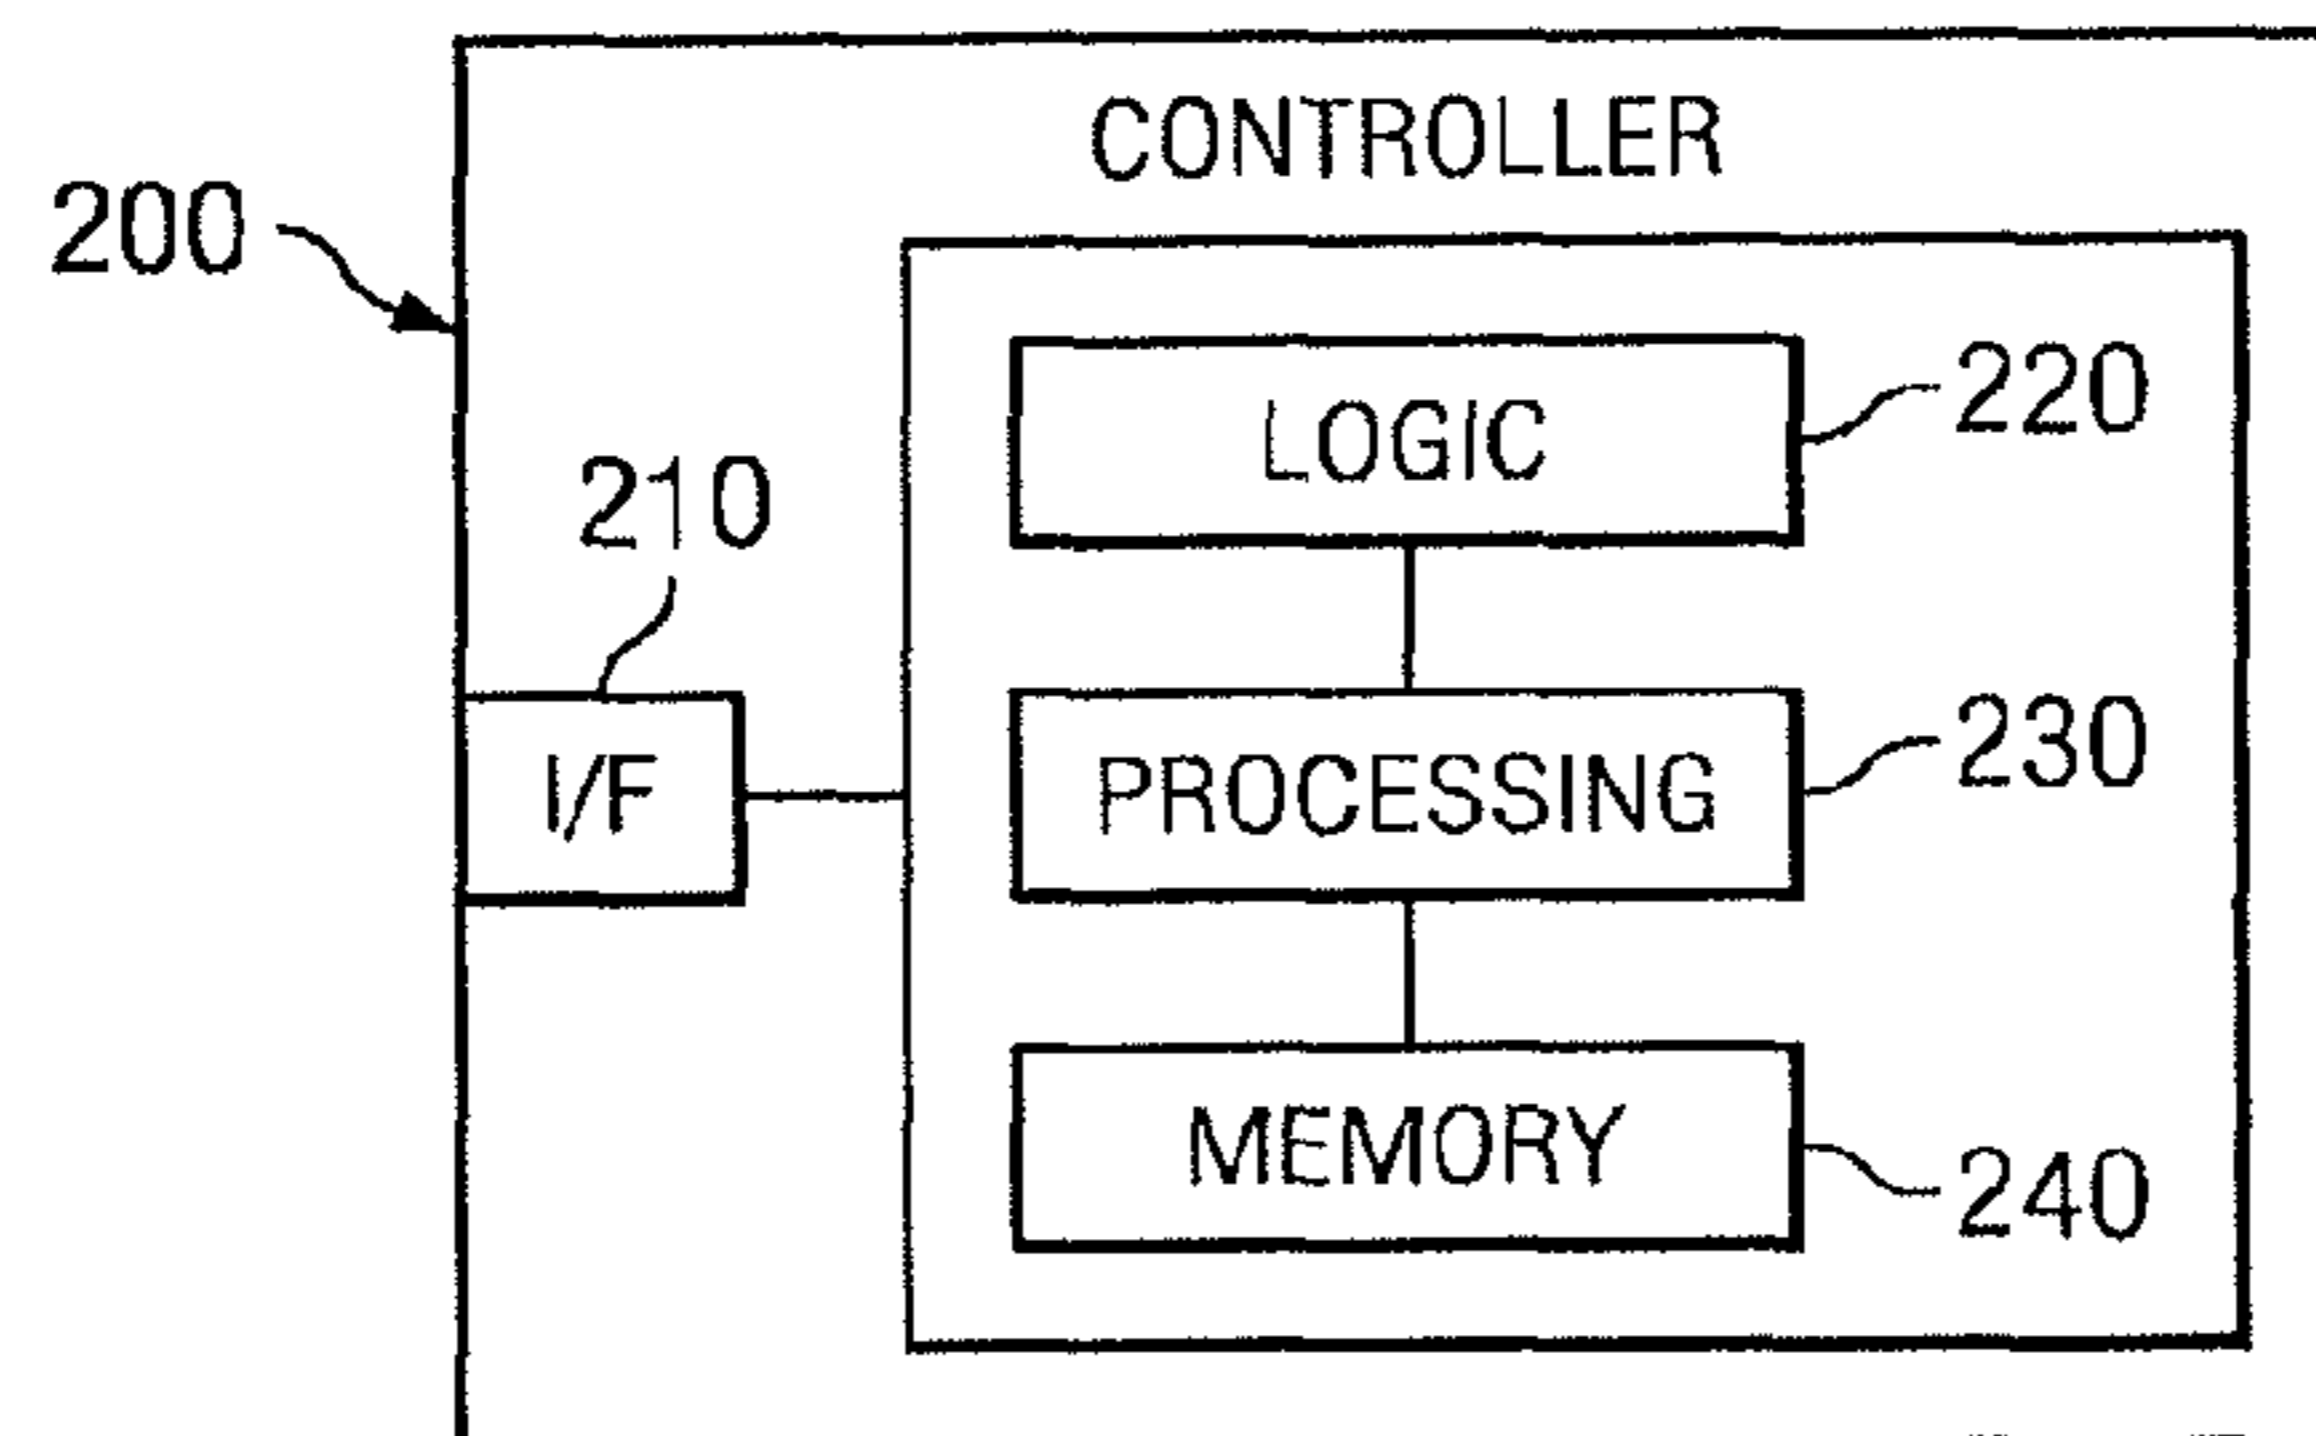 CONTROLLER
200
LOGIC
220
210
I/F
PROCESSING
230
MEMORY
240